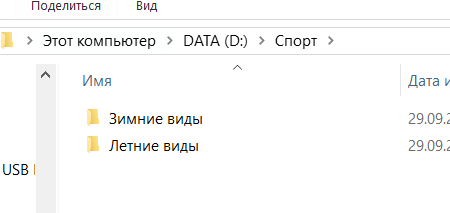 Поделиться Вид
Этот компьютер > DATA (D:) > Спорт >
Имя Дата и
Зимние виды 29.09.2
Летние виды 29.09.2
USB